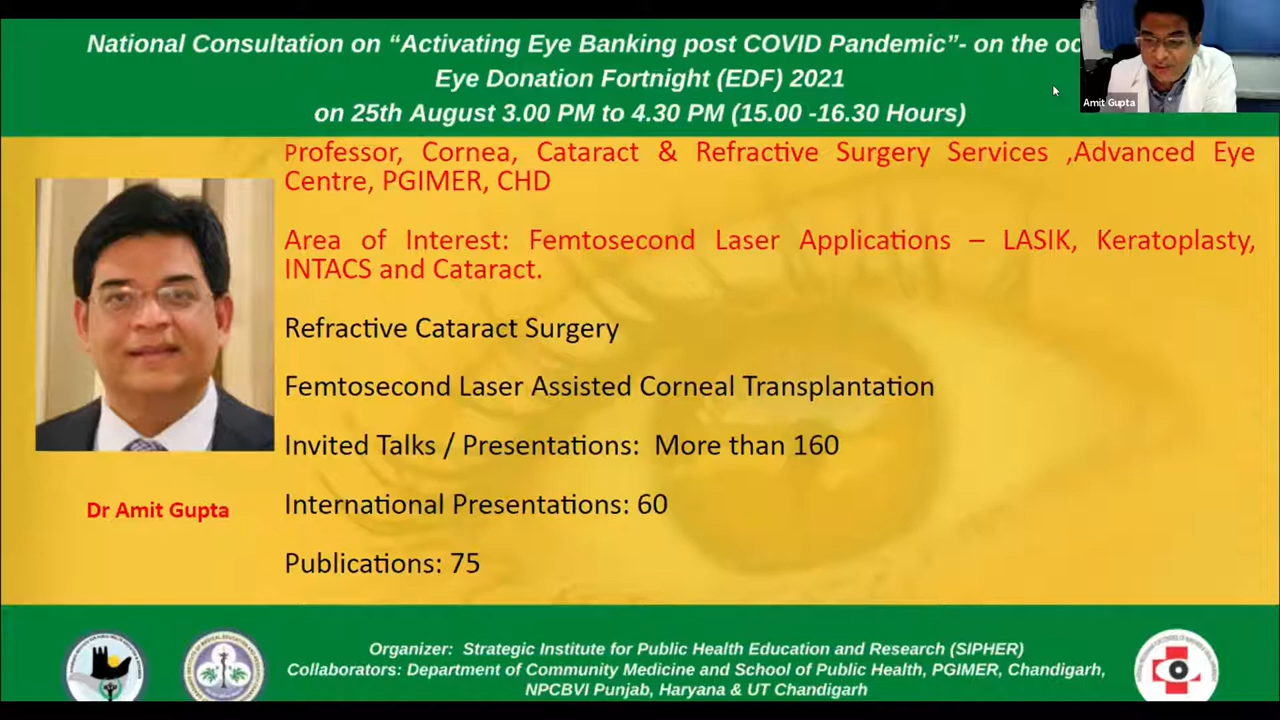 National Consultation on “Activating Eye Banking post COVID Pandemic”- on the oc
Eye Donation Fortnight (EDF) 2021
on 25th August 3.00 PM to 4.30 PM (15.00 -16.30 Hours)
Amit Gupta
Professor, Cornea, Cataract & Refractive Surgery Services ,Advanced Eye
Centre, PGIMER, CHD
Area of Interest: Femtosecond Laser Applications – LASIK, Keratoplasty,
INTACS and Cataract.
Refractive Cataract Surgery
Femtosecond Laser Assisted Corneal Transplantation
Invited Talks / Presentations: More than 160
Dr Amit Gupta
International Presentations: 60
Publications: 75
Organizer: Strategic Institute for Public Health Education and Research (SIPHER)
Collaborators: Department of Community Medicine and School of Public Health, PGIMER, Chandigarh,
NPCBVI Punjab, Haryana & UT Chandigarh